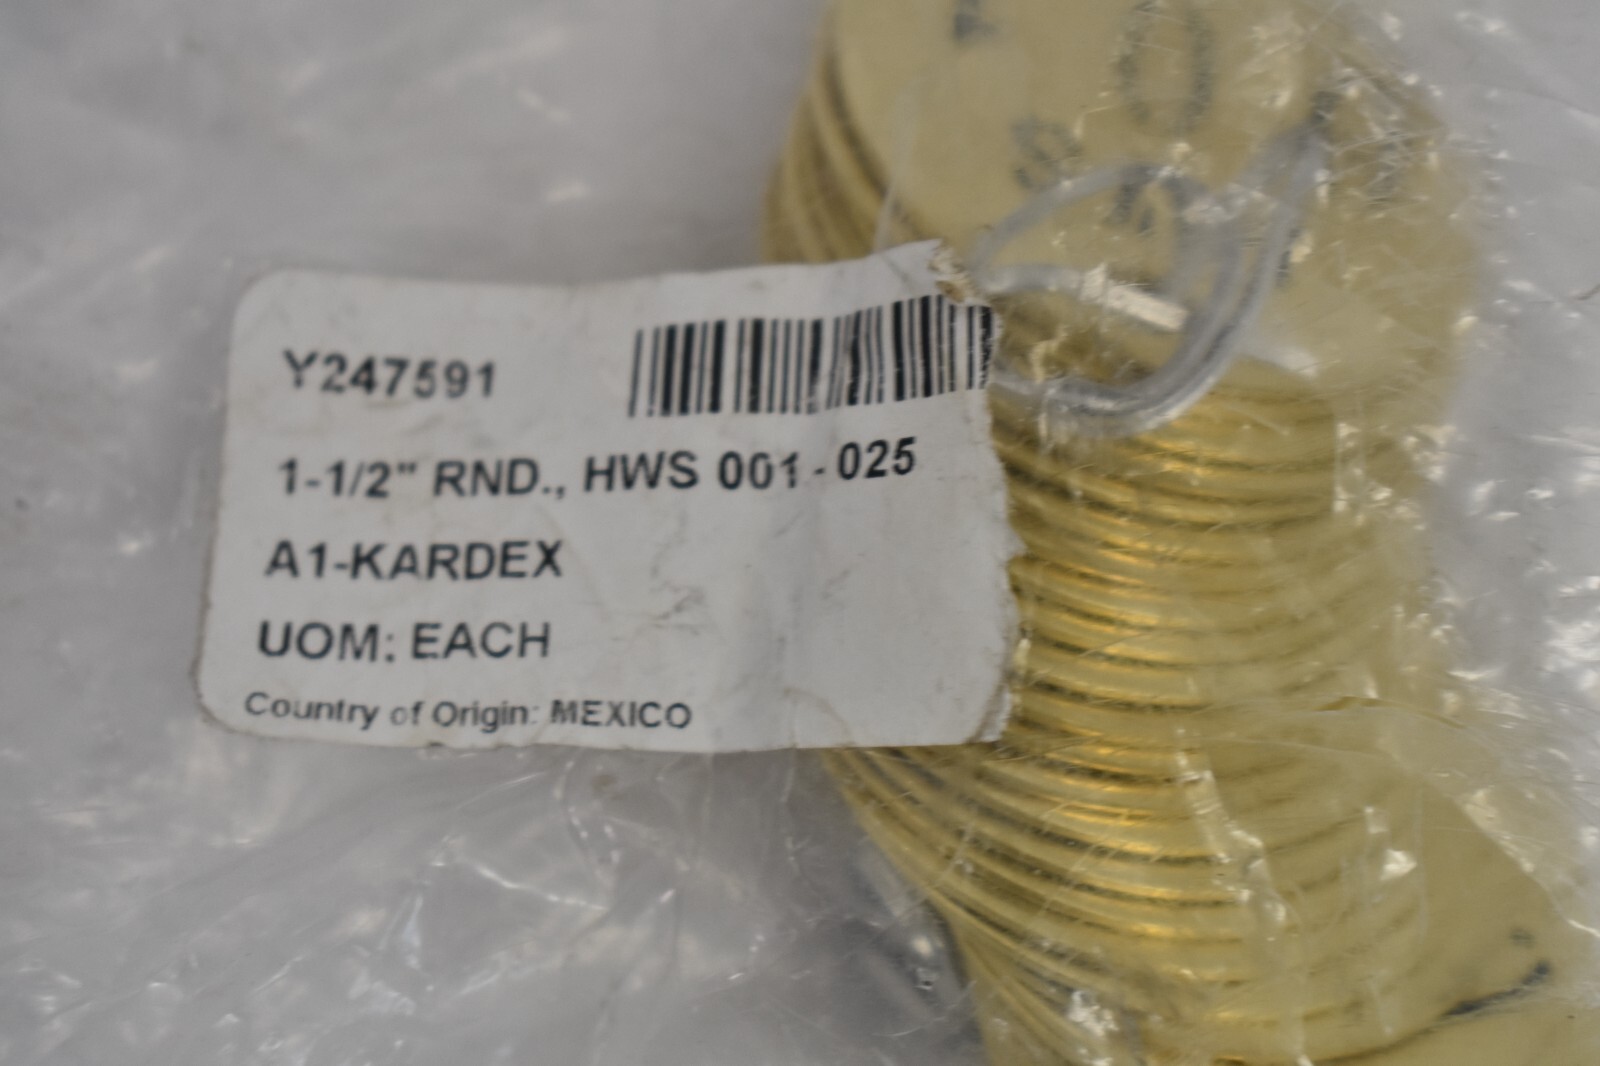 Y247591
1-1/2" RND., HWS 001 - 025
A1-KARDEX
UOM: EACH
Country of Origin: MEXICO